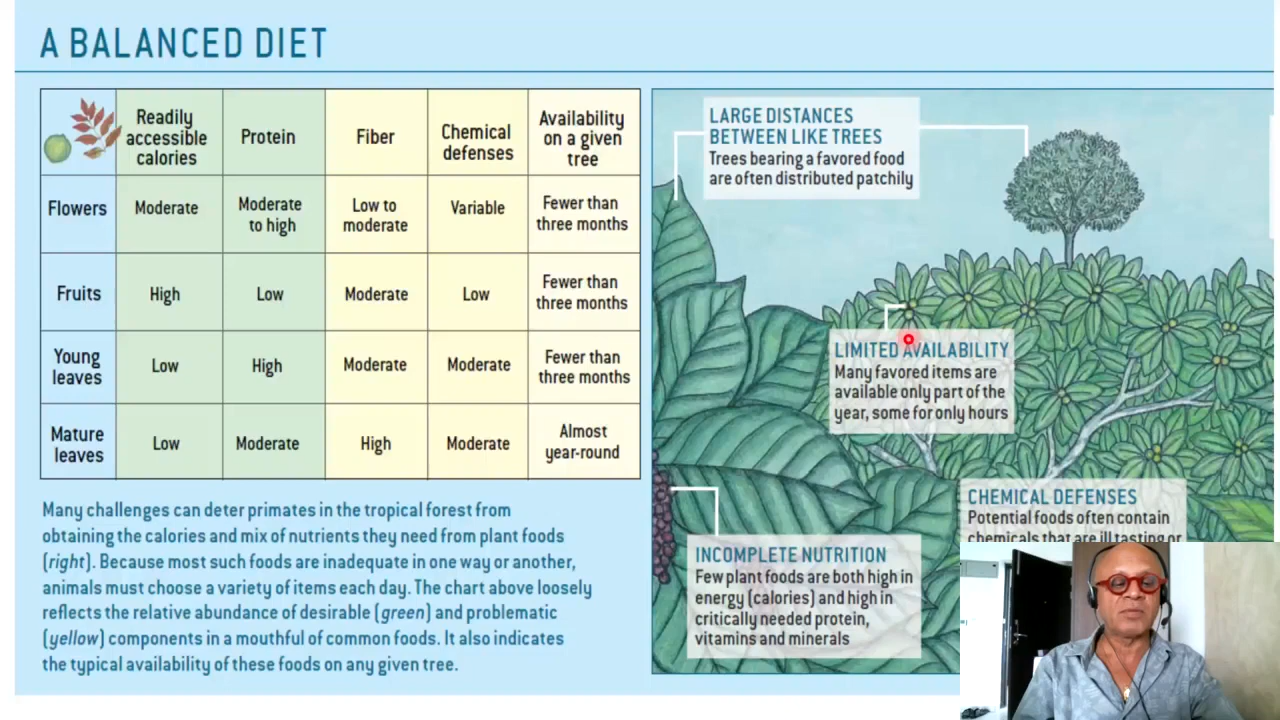 A BALANCED DIET
Readily
accessible
calories
Protein
Fiber
Chemical
defenses
Availability
on a given
tree
Flowers
Moderate
Moderate
to high
Low to
moderate
Variable
Fewer than
three months
Fruits
High
Low
Moderate
Low
Fewer than
three months
Young
leaves
Low
High
Moderate
Moderate
Fewer than
three months
Mature
leaves
Low
Moderate
High
Moderate
Almost
year-round
Many challenges can deter primates in the tropical forest from
obtaining the calories and mix of nutrients they need from plant foods
(right). Because most such foods are inadequate in one way or another,
animals must choose a variety of items each day. The chart above loosely
reflects the relative abundance of desirable (green) and problematic
(yellow) components in a mouthful of common foods. It also indicates
the typical availability of these foods on any given tree.
LARGE DISTANCES
BETWEEN LIKE TREES
Trees bearing a favored food
are often distributed patchily
LIMITED AVAILABILITY
Many favored items are
available only part of the
year, some for only hours
CHEMICAL DEFENSES
Potential foods often contain
chemicals that are ill tasting or
INCOMPLETE NUTRITION
Few plant foods are both high in
energy (calories) and high in
critically needed protein,
vitamins and minerals